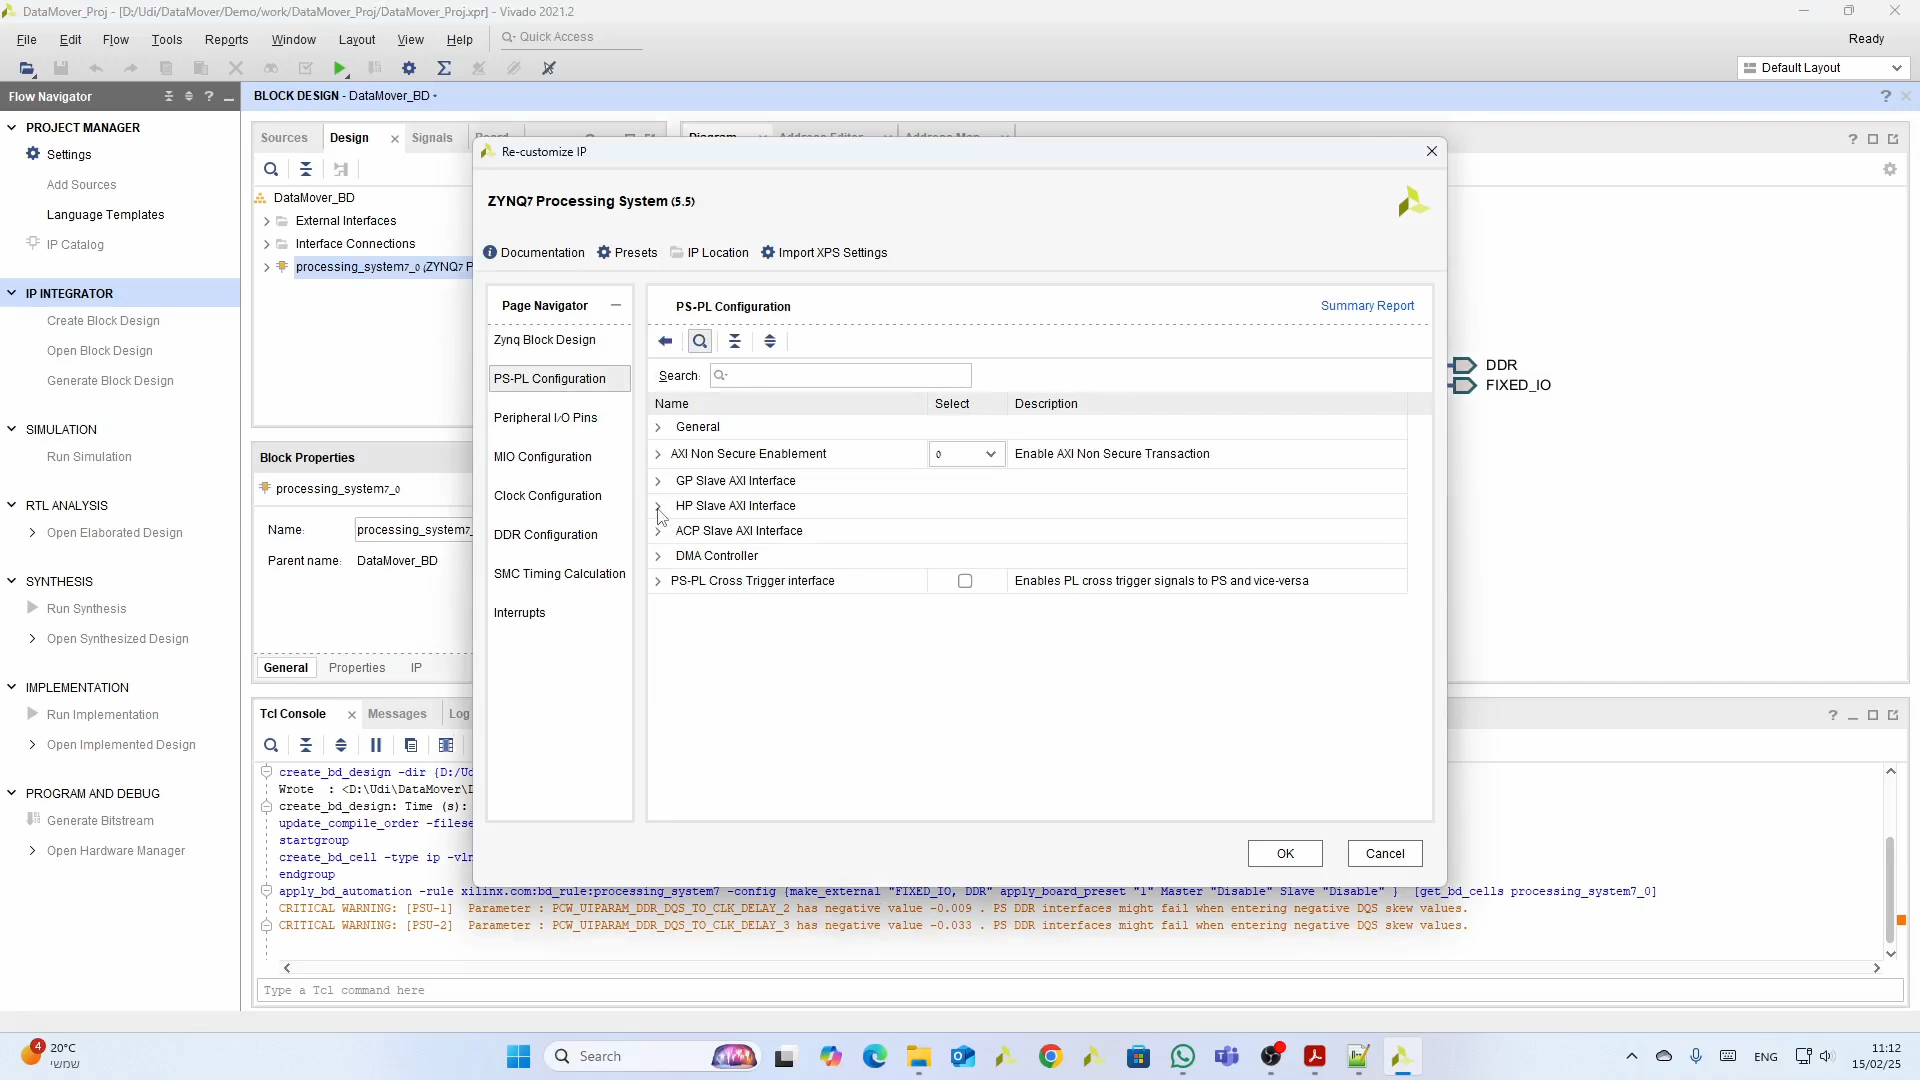 DataMover_Proj - [D:/Udi/DataMover/Demo/work/DataMover_Proj/DataMover_Proj.xpr] - Vivado 2021.2
File Edit Flow Tools Reports Window Layout View Help Quick Access Ready
Default Layout
Flow Navigator
PROJECT MANAGER
Settings
Add Sources
Language Templates
IP Catalog
IP INTEGRATOR
Create Block Design
Open Block Design
Generate Block Design
SIMULATION
Run Simulation
RTL ANALYSIS
Open Elaborated Design
SYNTHESIS
Run Synthesis
Open Synthesized Design
IMPLEMENTATION
Run Implementation
Open Implemented Design
PROGRAM AND DEBUG
Generate Bitstream
Open Hardware Manager
BLOCK DESIGN - DataMover_BD *
Sources Design Signals Board
Diagram Address Editor Address Map
DataMover_BD
External Interfaces
Interface Connections
processing_system7_0 (ZYNQ7 P
Block Properties
processing_system7_0
Name: processing_system7_
Parent name: DataMover_BD
General Properties IP
Re-customize IP
ZYNQ7 Processing System (5.5)
Documentation Presets IP Location Import XPS Settings
Page Navigator
Zynq Block Design
PS-PL Configuration
Peripheral I/O Pins
MIO Configuration
Clock Configuration
DDR Configuration
SMC Timing Calculation
Interrupts
PS-PL Configuration Summary Report
Search:
Name Select Description
General
AXI Non Secure Enablement 0 Enable AXI Non Secure Transaction
GP Slave AXI Interface
HP Slave AXI Interface
ACP Slave AXI Interface
DMA Controller
PS-PL Cross Trigger interface Enables PL cross trigger signals to PS and vice-versa
OK Cancel
DDR
FIXED_IO
Tcl Console Messages Log
create_bd_design -dir {D:/Ud
Wrote : <D:\Udi\DataMover\D
create_bd_design: Time (s):
update_compile_order -filese
startgroup
create_bd_cell -type ip -vln
endgroup
apply_bd_automation -rule xilinx.com:bd_rule:processing_system7 -config {make_external "FIXED_IO, DDR" apply_board_preset "1" Master "Disable" Slave "Disable" } [get_bd_cells processing_system7_0]
CRITICAL WARNING: [PSU-1] Parameter : PCW_UIPARAM_DDR_DQS_TO_CLK_DELAY_2 has negative value -0.009 . PS DDR interfaces might fail when entering negative DQS skew values.
CRITICAL WARNING: [PSU-2] Parameter : PCW_UIPARAM_DDR_DQS_TO_CLK_DELAY_3 has negative value -0.033 . PS DDR interfaces might fail when entering negative DQS skew values.
Type a Tcl command here
4
20°C
שמשי
Search
ENG
11:12
15/02/25